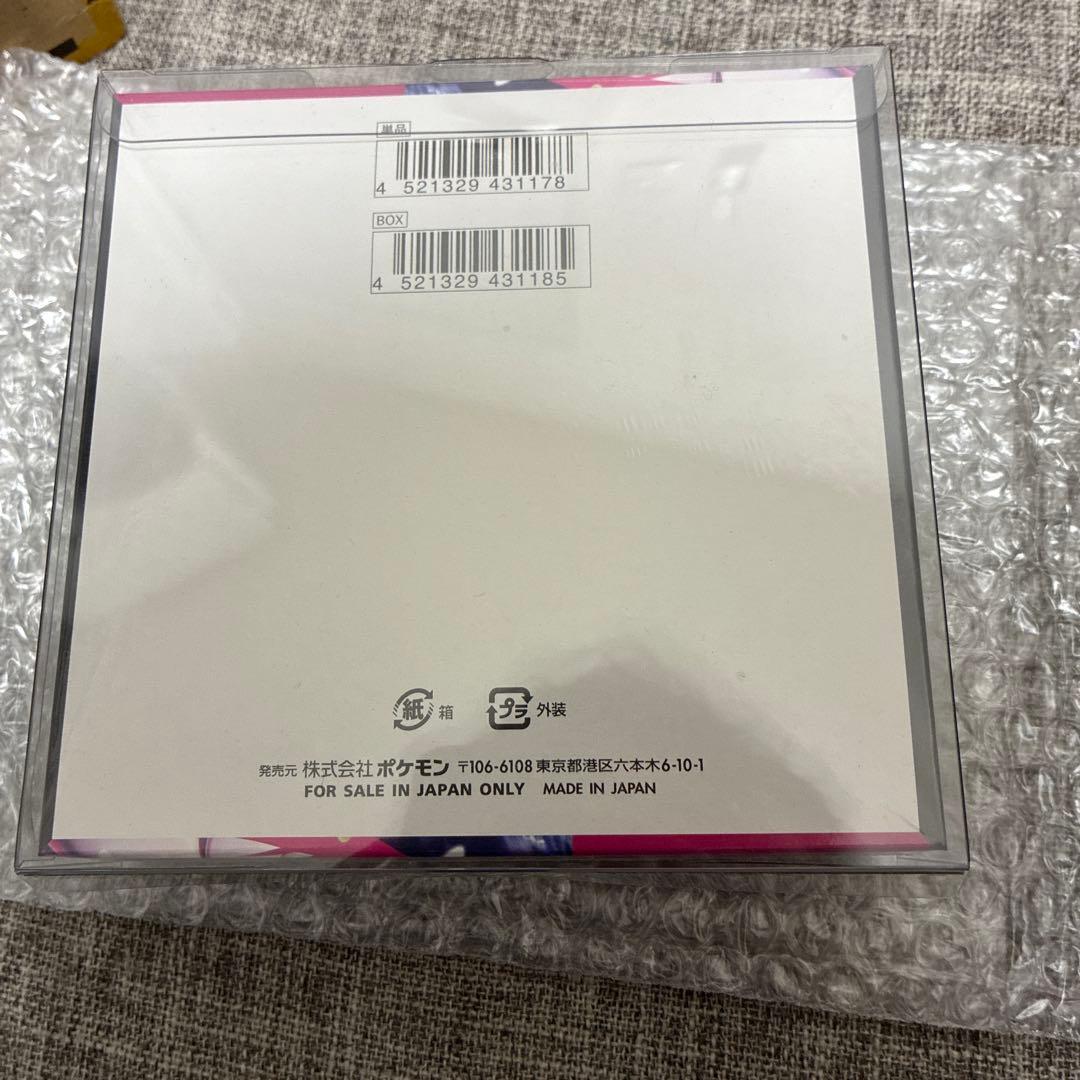 単品
4 521329 431178
BOX
4 521329 431185
紙 箱 プラ 外装
発売元 株式会社 ポケモン 〒106-6108 東京都港区六本木6-10-1
FOR SALE IN JAPAN ONLY MADE IN JAPAN